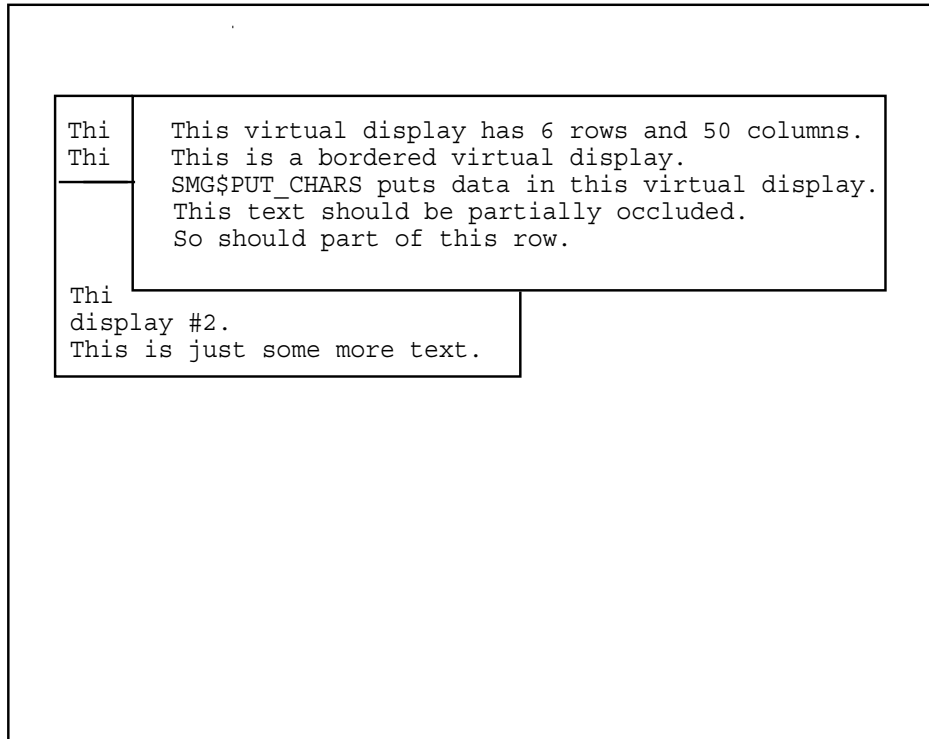 Thi This virtual display has 6 rows and 50 columns.
Thi This is a bordered virtual display.
SMG$PUT_CHARS puts data in this virtual display.
This text should be partially occluded.
So should part of this row.
Thi
display #2.
This is just some more text.